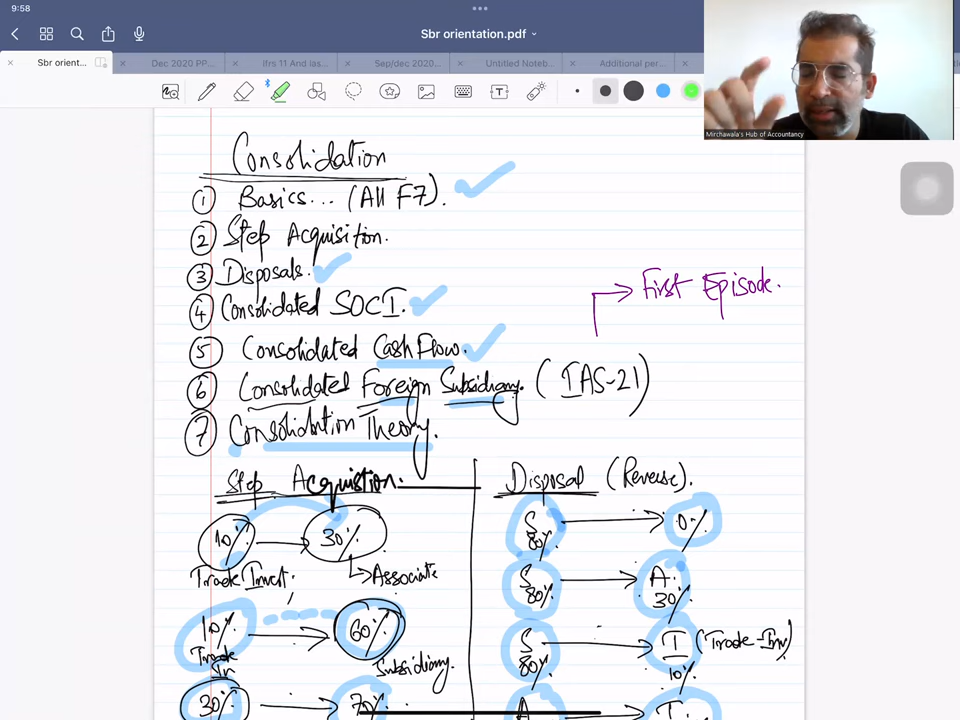 9:58
Sbr orientation.pdf
Sbr orient...
Dec 2020 PP...
ifrs 11 And las...
Sep/dec 2020...
Untitled Noteb...
Additional per...
Mirchawala's Hub of Accountancy
Consolidation
1 Basics... (All F7).
2 Step Acquisition.
3 Disposals.
4 Consolidated SOCI.
First Episode.
5 Consolidated Cash Flow.
6 Consolidated Foreign Subsidiary. (IAS-21)
7 Consolidation Theory.
Step Acquistion.
10% 30%
Trade Invest. Associate
10% 60%
Trade In Subsidiary.
30% 70%
Disposal (Reverse).
S 80% 0%
S 80% A 30%
S 80% T 10% (Trade-Inv)
A T